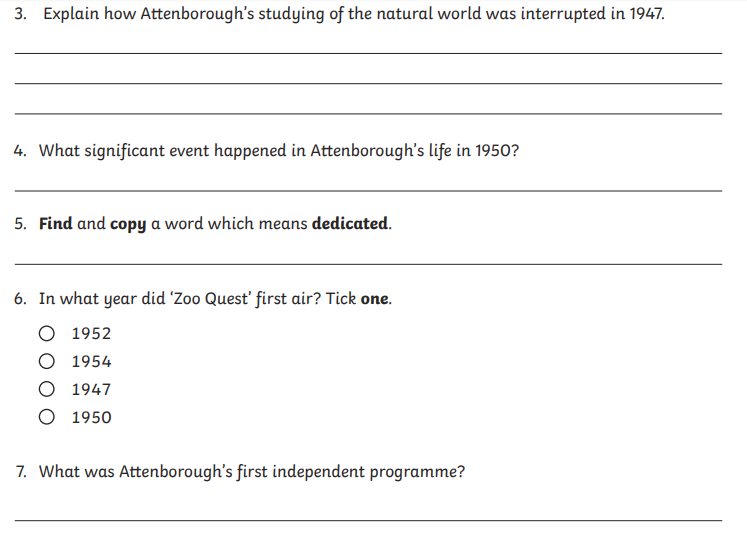 3. Explain how Attenborough's studying of the natural world was interrupted in 1947.
4. What significant event happened in Attenborough's life in 1950?
5. Find and copy a word which means dedicated.
6. In what year did 'Zoo Quest' first air? Tick one.
1952
1954
1947
1950
7. What was Attenborough's first independent programme?